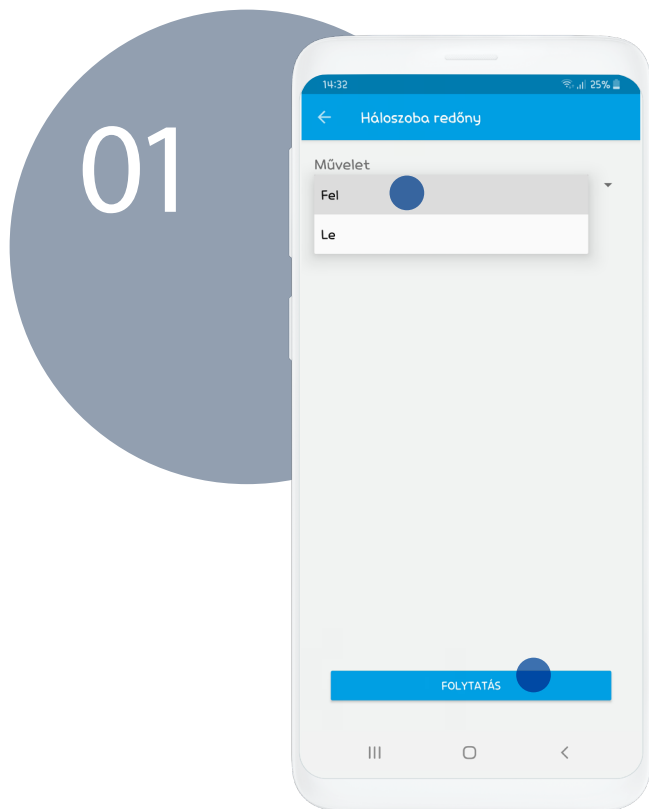 01
14:32
25%
Háloszoba redőny
Művelet
Fel
Le
FOLYTATÁS